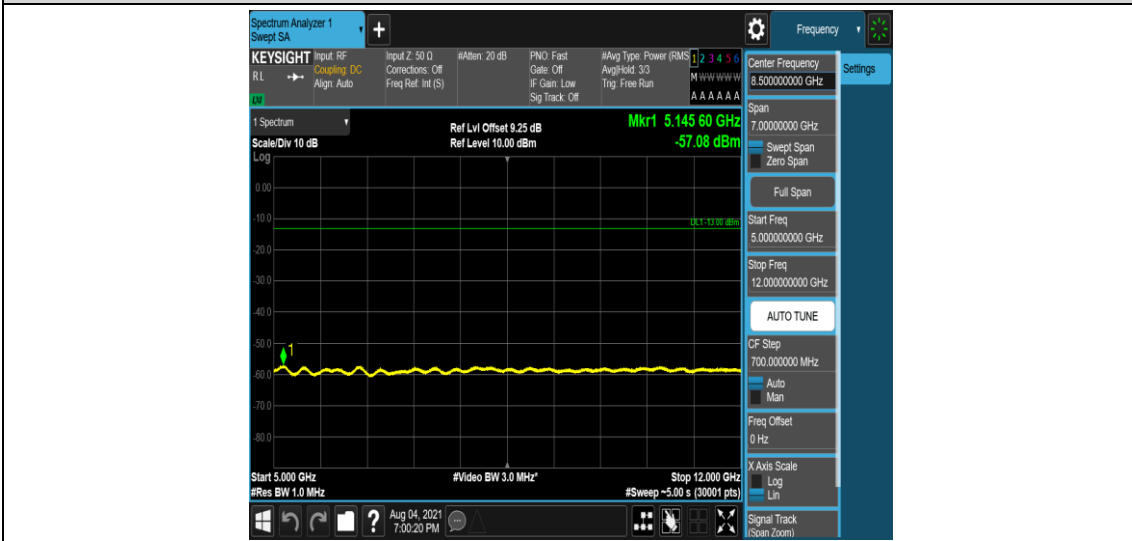 Spectrum Analyzer 1
Swept SA
+
Frequency
KEYSIGHT
RL
LXI
Input: RF
Coupling: DC
Align: Auto
Input Z: 50 Ω
Corrections: Off
Freq Ref: Int (S)
#Atten: 20 dB
PNO: Fast
Gate: Off
IF Gain: Low
Sig Track: Off
#Avg Type: Power (RMS
Avg|Hold: 3/3
Trig: Free Run
1 2 3 4 5 6
M W W W W W
A A A A A A
1 Spectrum
Scale/Div 10 dB
Ref Lvl Offset 9.25 dB
Ref Level 10.00 dBm
Mkr1 5.145 60 GHz
-57.08 dBm
Log
0.00
-10.0
DL1 -13.00 dBm
-20.0
-30.0
-40.0
-50.0
1
-60.0
-70.0
-80.0
Start 5.000 GHz
#Video BW 3.0 MHz*
Stop 12.000 GHz
#Res BW 1.0 MHz
#Sweep ~5.00 s (30001 pts)
?
Aug 04, 2021
7:00:20 PM
Center Frequency
8.500000000 GHz
Settings
Span
7.00000000 GHz
Swept Span
Zero Span
Full Span
Start Freq
5.000000000 GHz
Stop Freq
12.000000000 GHz
AUTO TUNE
CF Step
700.000000 MHz
Auto
Man
Freq Offset
0 Hz
X Axis Scale
Log
Lin
Signal Track
(Span Zoom)